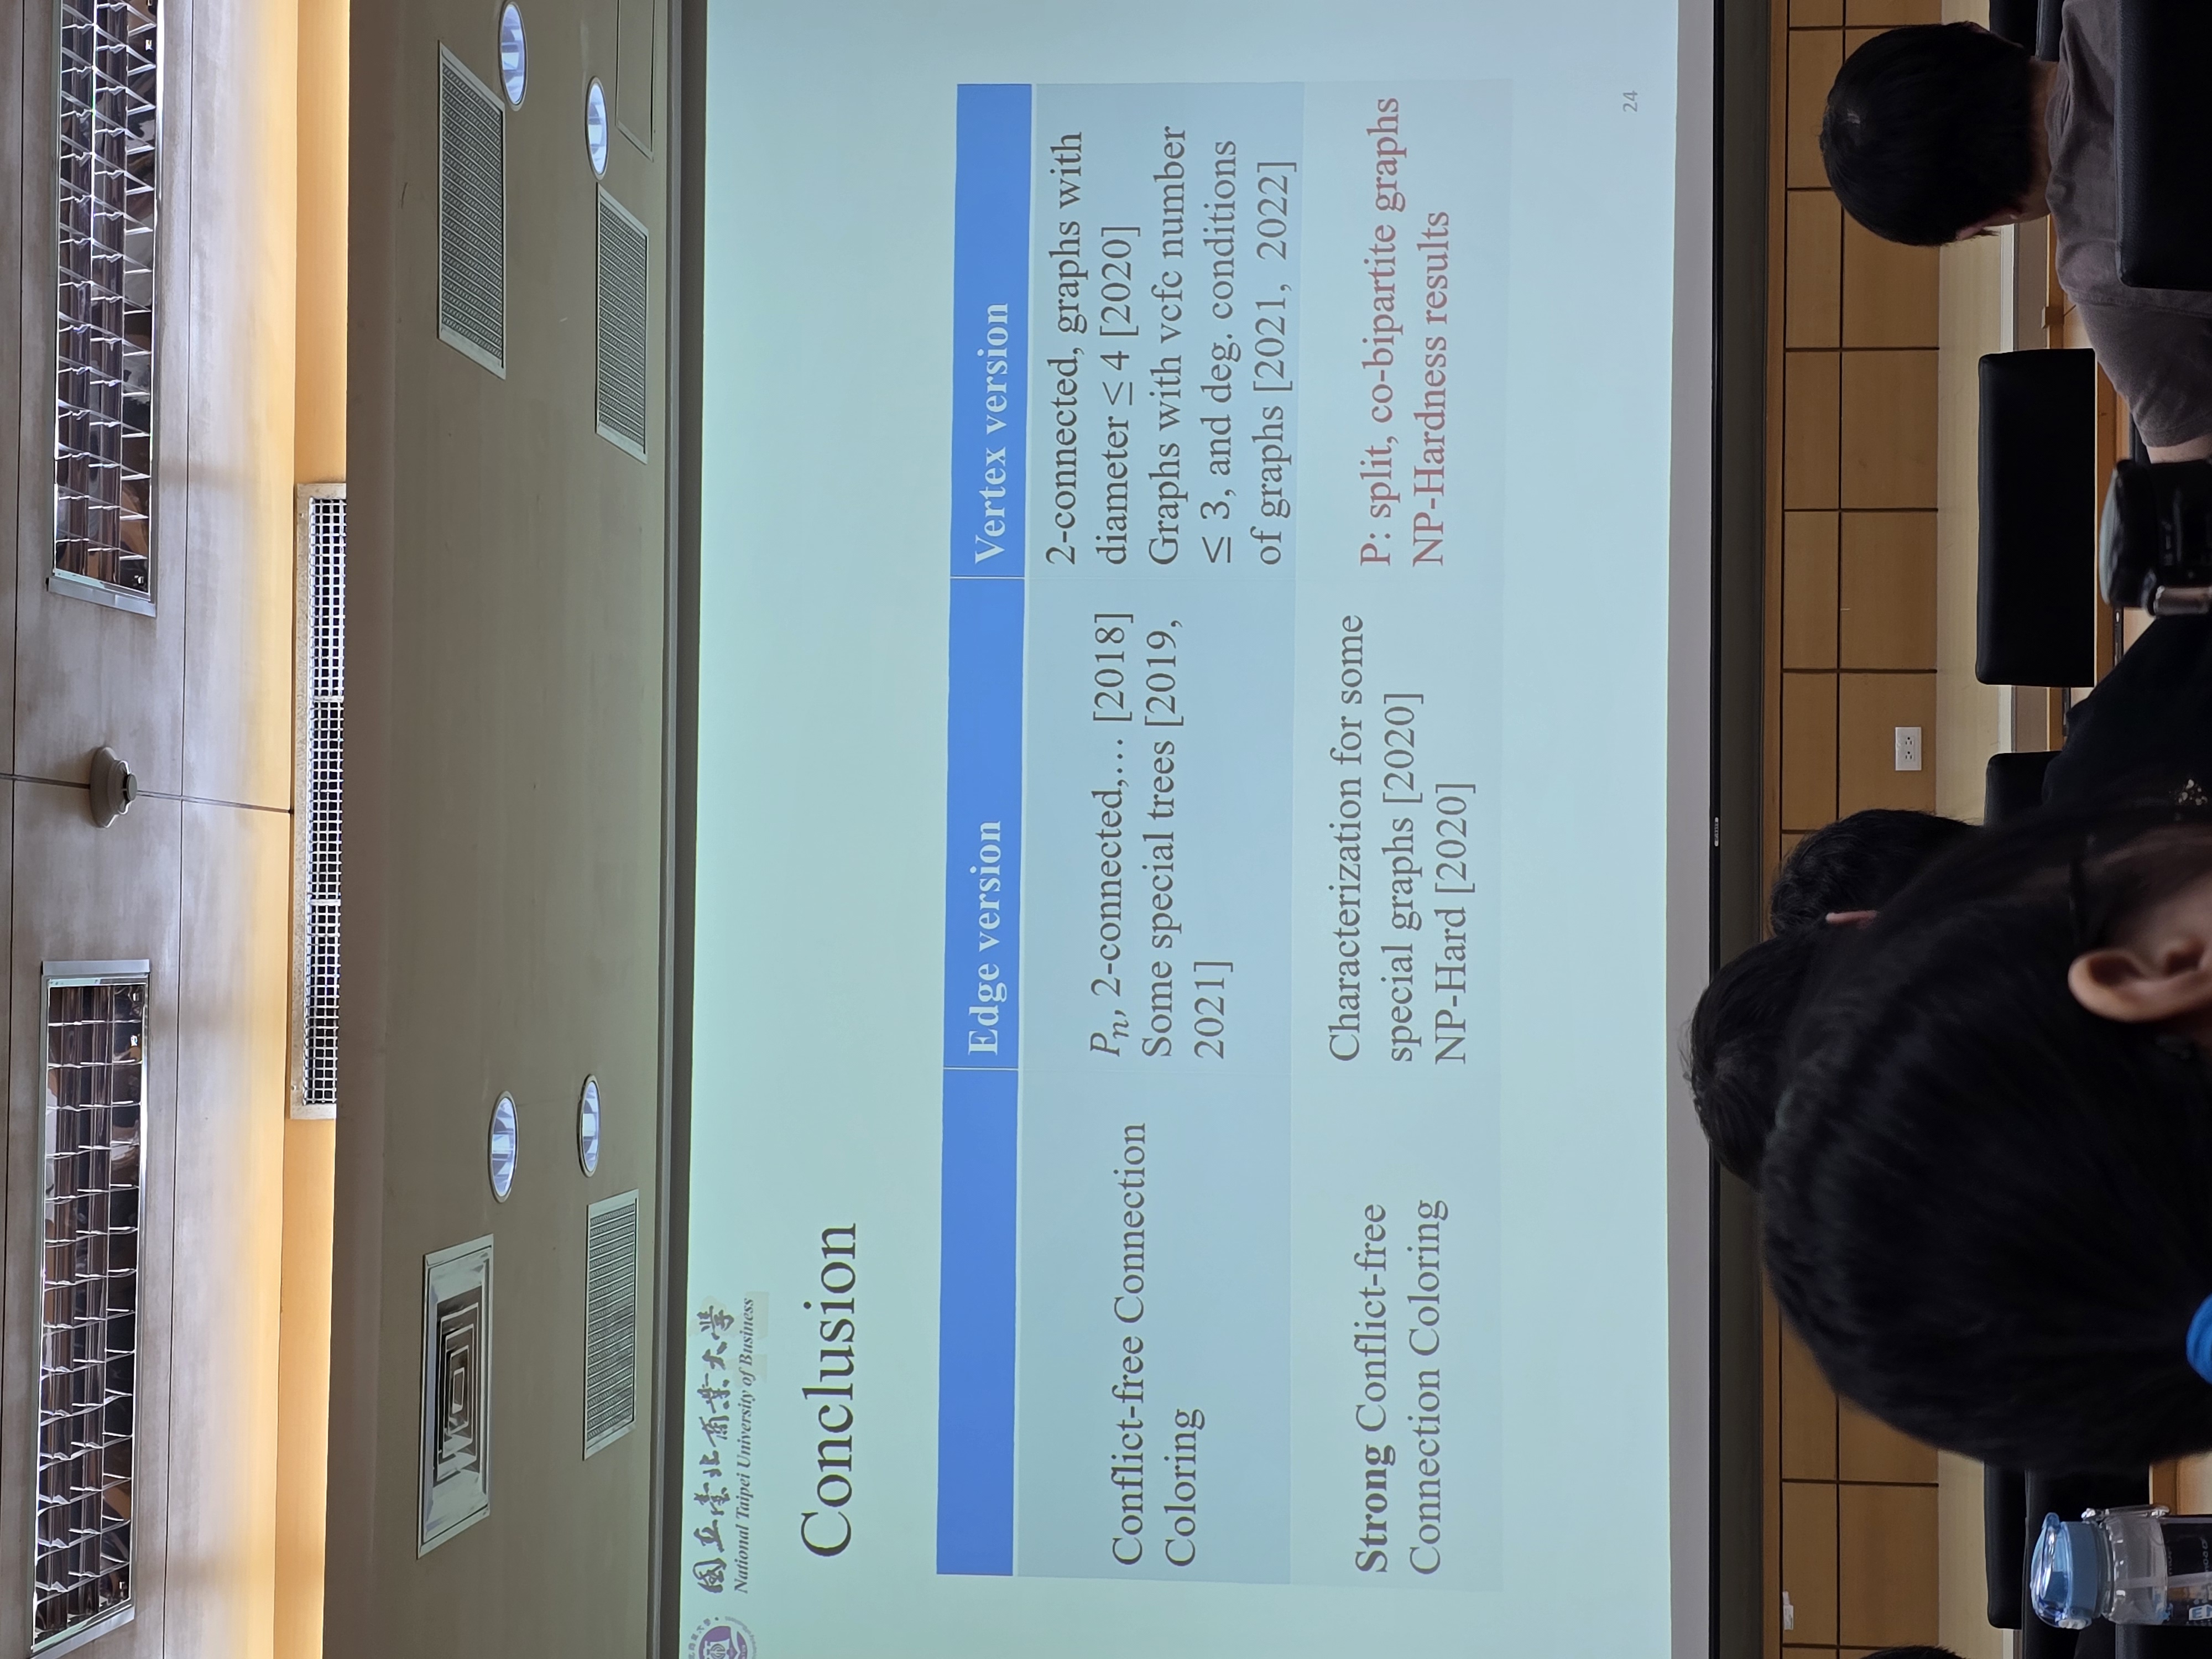 國立臺北商業大學
National Taipei University of Business
Conclusion
Edge version
Vertex version
Conflict-free Connection
Coloring
Pₙ, 2-connected,… [2018]
Some special trees [2019,
2021]
2-connected, graphs with
diameter ≤ 4 [2020]
Graphs with vcfc number
≤ 3, and deg. conditions
of graphs [2021, 2022]
Strong Conflict-free
Connection Coloring
Characterization for some
special graphs [2020]
NP-Hard [2020]
P: split, co-bipartite graphs
NP-Hardness results
24